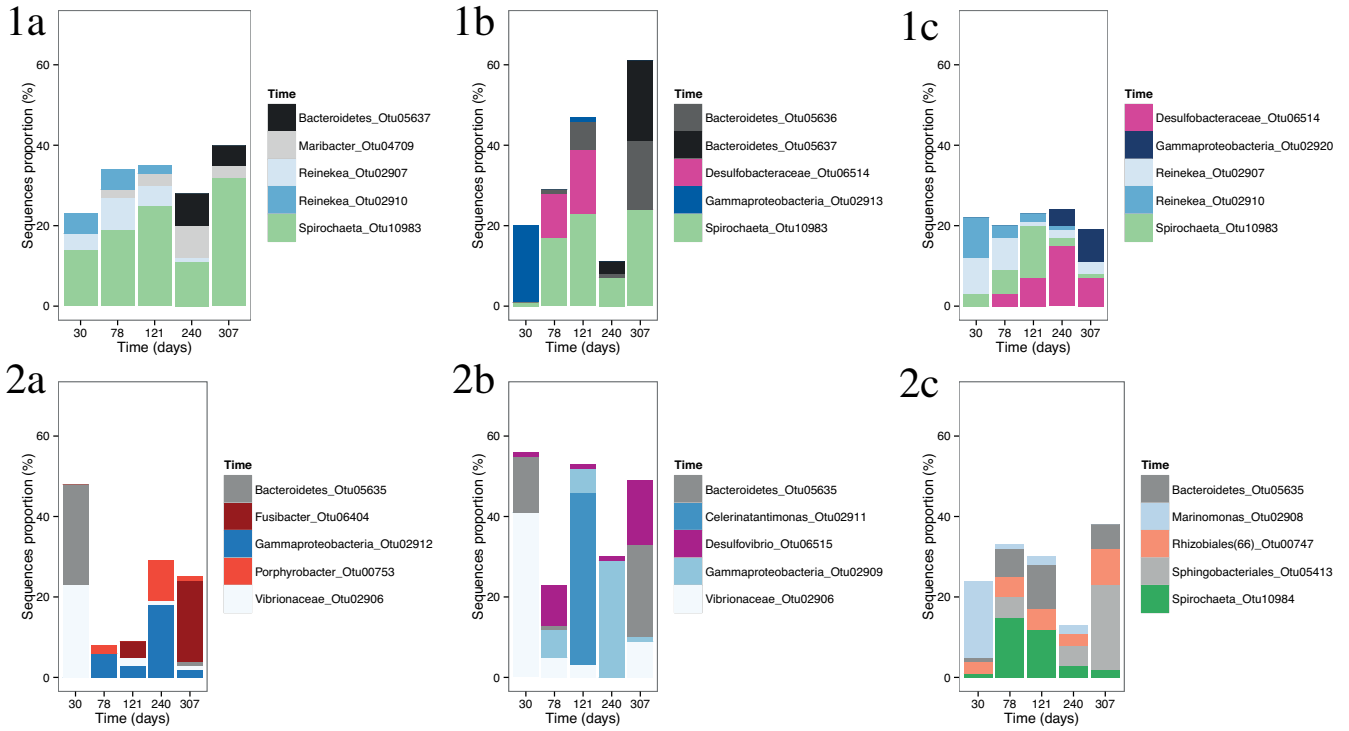 1a
Sequences proportion (%)
60
40
20
0
30 78 121 240 307
Time (days)
Time
Bacteroidetes_Otu05637
Maribacter_Otu04709
Reinekea_Otu02907
Reinekea_Otu02910
Spirochaeta_Otu10983
1b
Sequences proportion (%)
60
40
20
0
30 78 121 240 307
Time (days)
Time
Bacteroidetes_Otu05636
Bacteroidetes_Otu05637
Desulfobacteraceae_Otu06514
Gammaproteobacteria_Otu02913
Spirochaeta_Otu10983
1c
Sequences proportion (%)
60
40
20
0
30 78 121 240 307
Time (days)
Time
Desulfobacteraceae_Otu06514
Gammaproteobacteria_Otu02920
Reinekea_Otu02907
Reinekea_Otu02910
Spirochaeta_Otu10983
2a
Sequences proportion (%)
60
40
20
0
30 78 121 240 307
Time (days)
Time
Bacteroidetes_Otu05635
Fusibacter_Otu06404
Gammaproteobacteria_Otu02912
Porphyrobacter_Otu00753
Vibrionaceae_Otu02906
2b
Sequences proportion (%)
60
40
20
0
30 78 121 240 307
Time (days)
Time
Bacteroidetes_Otu05635
Celerinatantimonas_Otu02911
Desulfovibrio_Otu06515
Gammaproteobacteria_Otu02909
Vibrionaceae_Otu02906
2c
Sequences proportion (%)
60
40
20
0
30 78 121 240 307
Time (days)
Time
Bacteroidetes_Otu05635
Marinomonas_Otu02908
Rhizobiales(66)_Otu00747
Sphingobacteriales_Otu05413
Spirochaeta_Otu10984